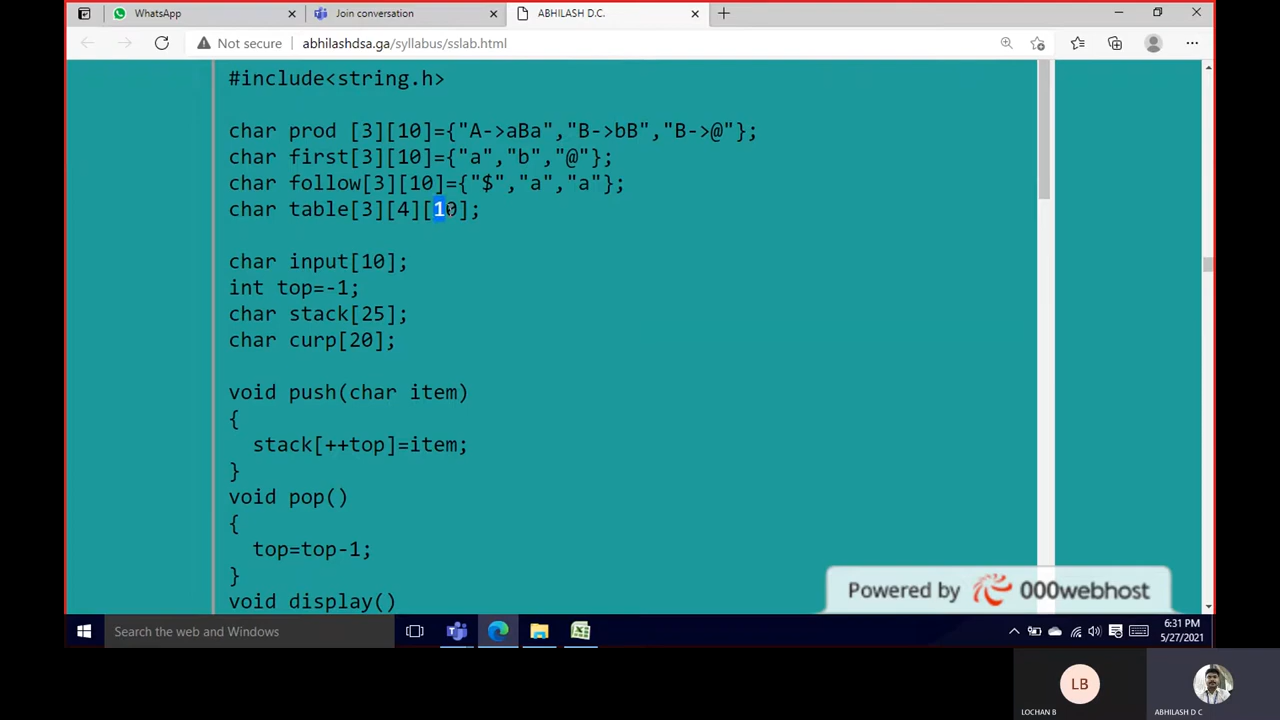 WhatsApp
Join conversation
ABHILASH D.C.
Not secure
abhilashdsa.ga/syllabus/sslab.html
#include<string.h>
char prod [3][10]={"A->aBa","B->bB","B->@"};
char first[3][10]={"a","b","@"};
char follow[3][10]={"$","a","a"};
char table[3][4][10];
char input[10];
int top=-1;
char stack[25];
char curp[20];
void push(char item)
{
stack[++top]=item;
}
void pop()
{
top=top-1;
}
void display()
Powered by 000webhost
Search the web and Windows
6:31 PM
5/27/2021
LB
LOCHAN B
ABHILASH D C